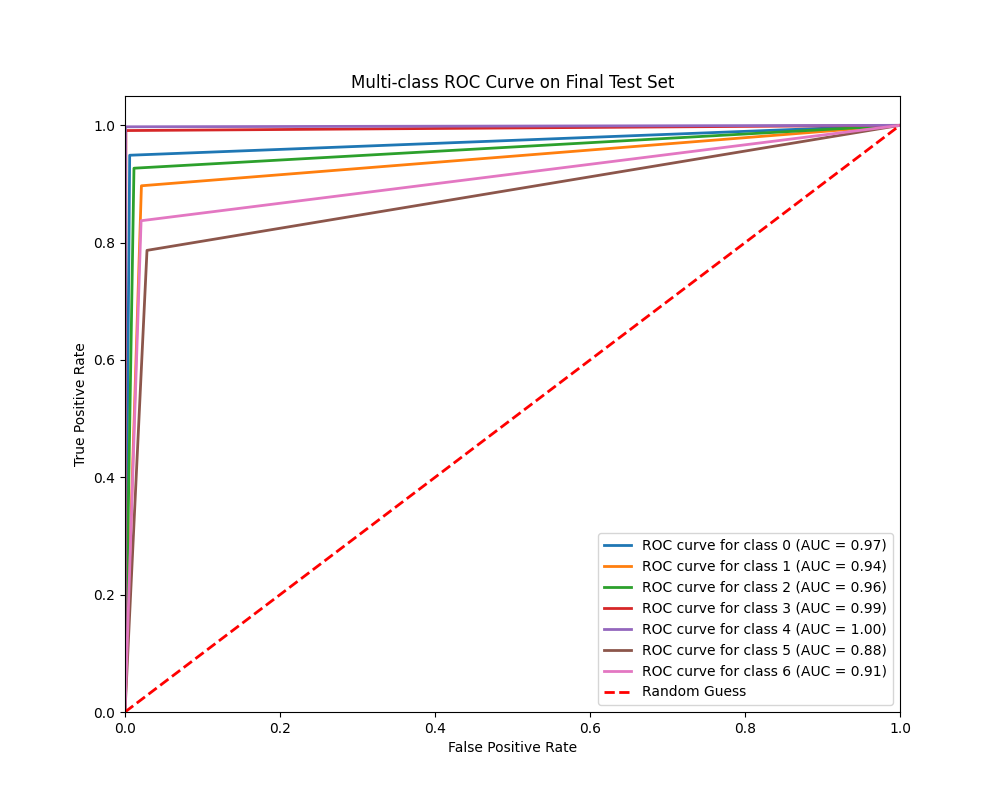 Multi-class ROC Curve on Final Test Set
True Positive Rate
1.0
0.8
0.6
0.4
0.2
0.0
0.0 0.2 0.4 0.6 0.8 1.0
False Positive Rate
ROC curve for class 0 (AUC = 0.97)
ROC curve for class 1 (AUC = 0.94)
ROC curve for class 2 (AUC = 0.96)
ROC curve for class 3 (AUC = 0.99)
ROC curve for class 4 (AUC = 1.00)
ROC curve for class 5 (AUC = 0.88)
ROC curve for class 6 (AUC = 0.91)
Random Guess